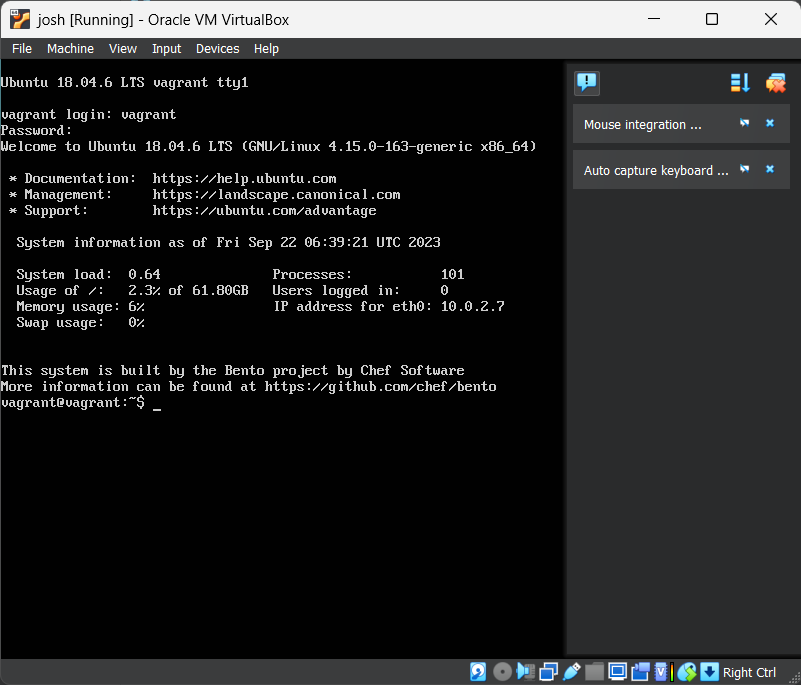 josh [Running] - Oracle VM VirtualBox
File Machine View Input Devices Help
Ubuntu 18.04.6 LTS vagrant tty1
vagrant login: vagrant
Password:
Welcome to Ubuntu 18.04.6 LTS (GNU/Linux 4.15.0-163-generic x86_64)
* Documentation: https://help.ubuntu.com
* Management: https://landscape.canonical.com
* Support: https://ubuntu.com/advantage
System information as of Fri Sep 22 06:39:21 UTC 2023
System load: 0.64 Processes: 101
Usage of /: 2.3% of 61.80GB Users logged in: 0
Memory usage: 6% IP address for eth0: 10.0.2.7
Swap usage: 0%
This system is built by the Bento project by Chef Software
More information can be found at https://github.com/chef/bento
vagrant@vagrant:~$ _
Mouse integration ...
Auto capture keyboard ...
Right Ctrl